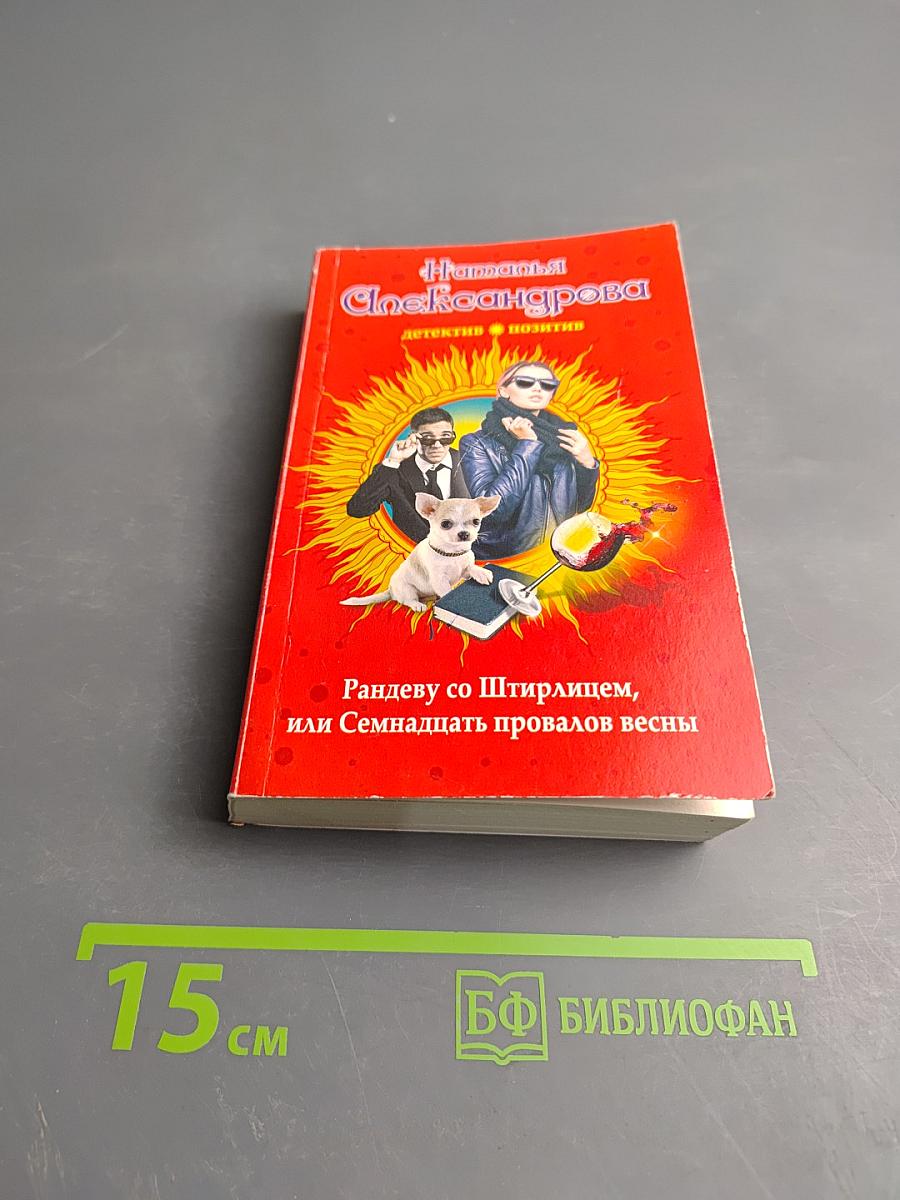 Наталья
Александрова
детектив позитив
Рандеву со Штирлицем,
или Семнадцать провалов весны
15 см
БФ БИБЛИОФАН